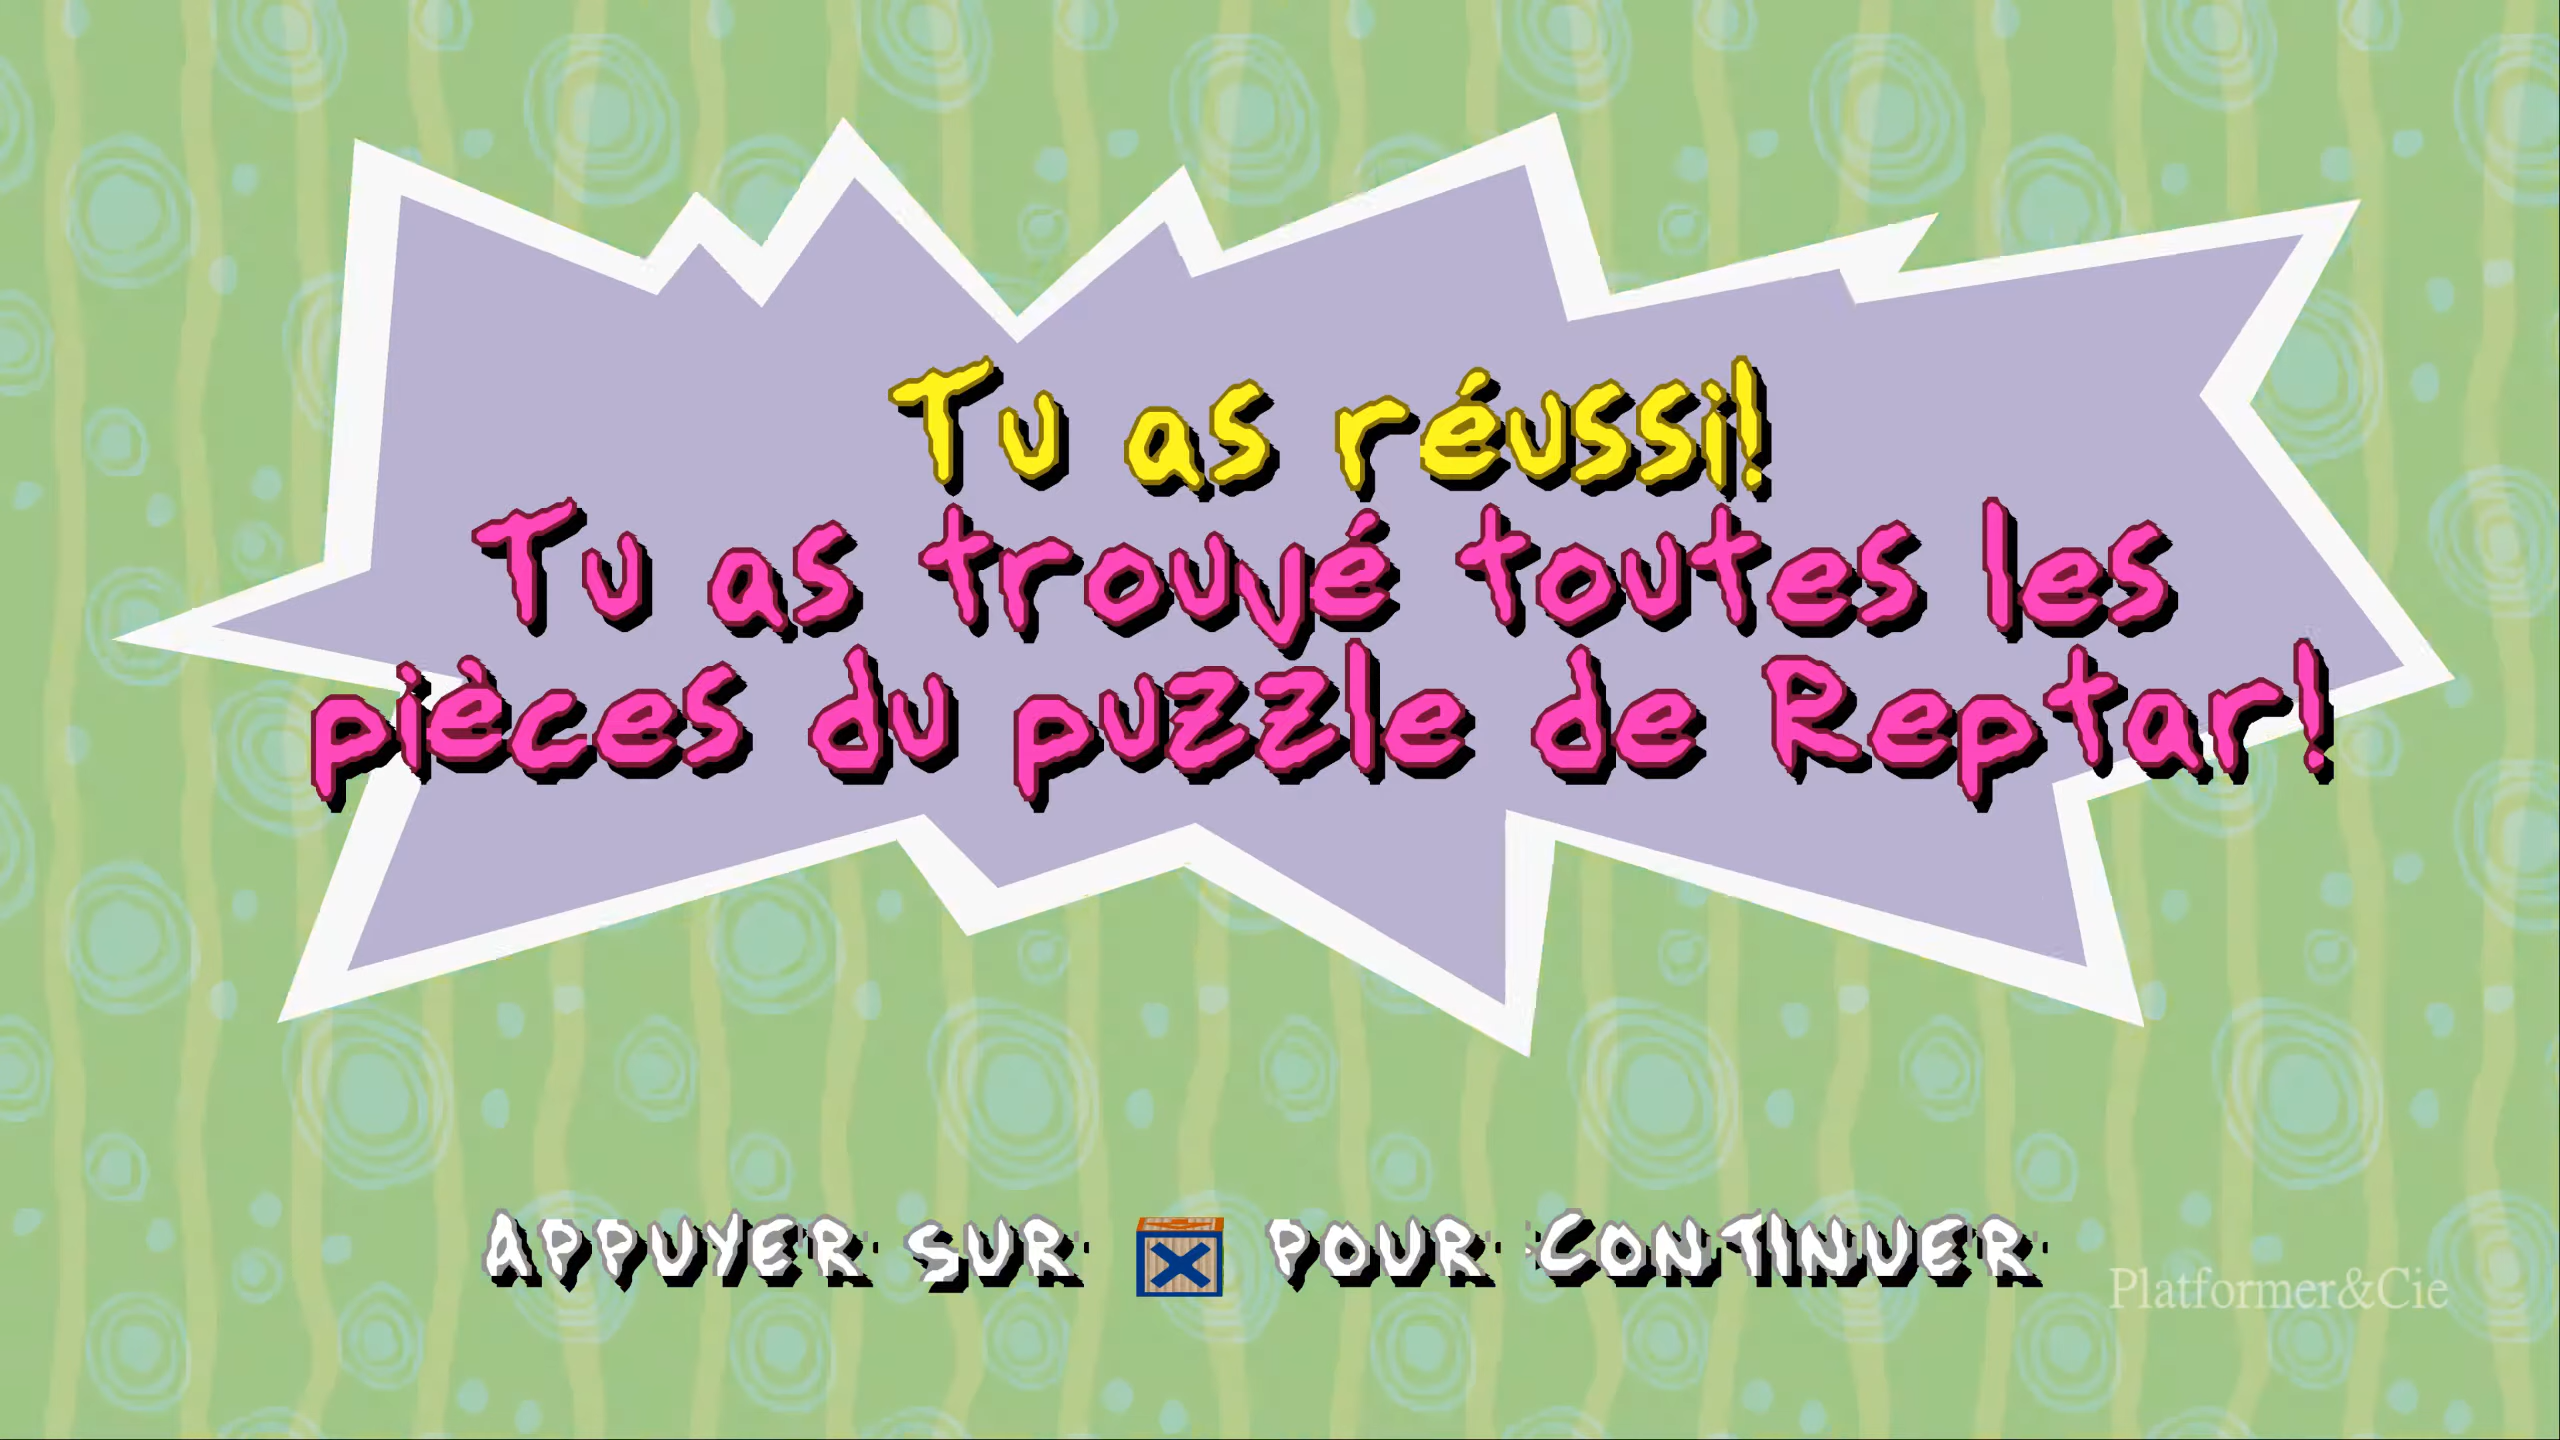 Tu as réussi!
Tu as trouvé toutes les
pièces du puzzle de Reptar!
APPUYER SUR X POUR CONTINUER
Platformer&Cie